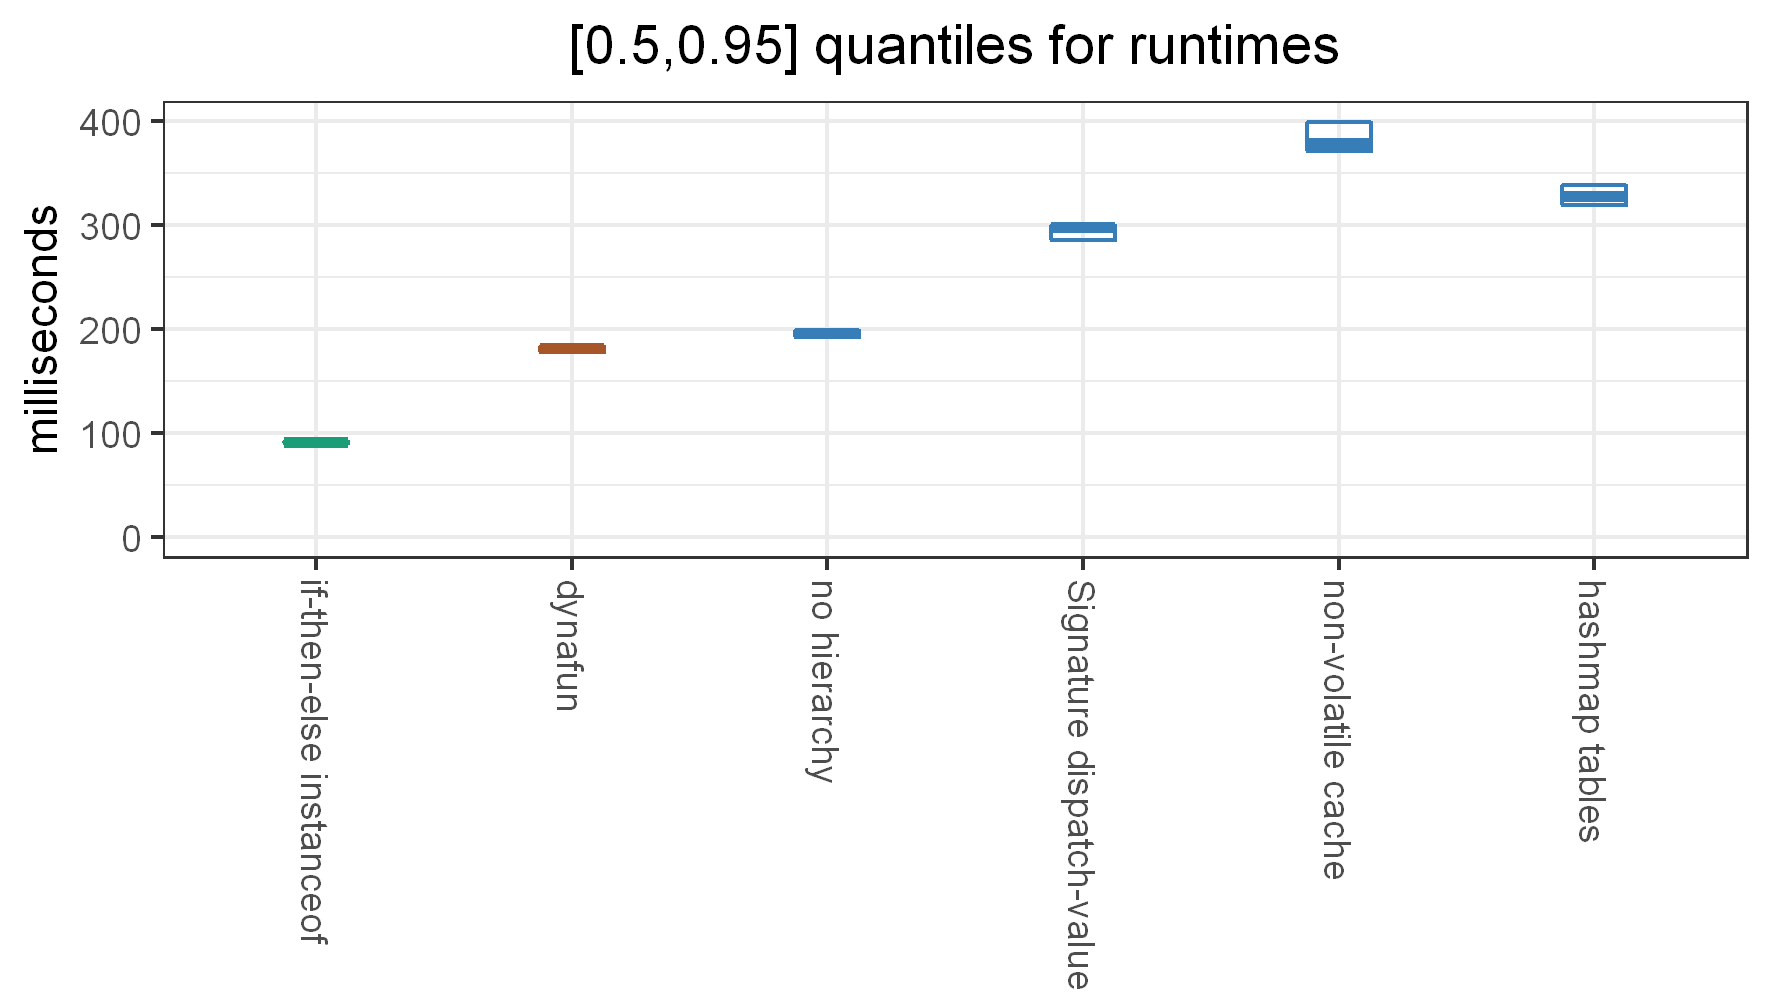 [0.5,0.95] quantiles for runtimes
milliseconds
400
300
200
100
0
if-then-else instanceof
dynafun
no hierarchy
Signature dispatch-value
non-volatile cache
hashmap tables